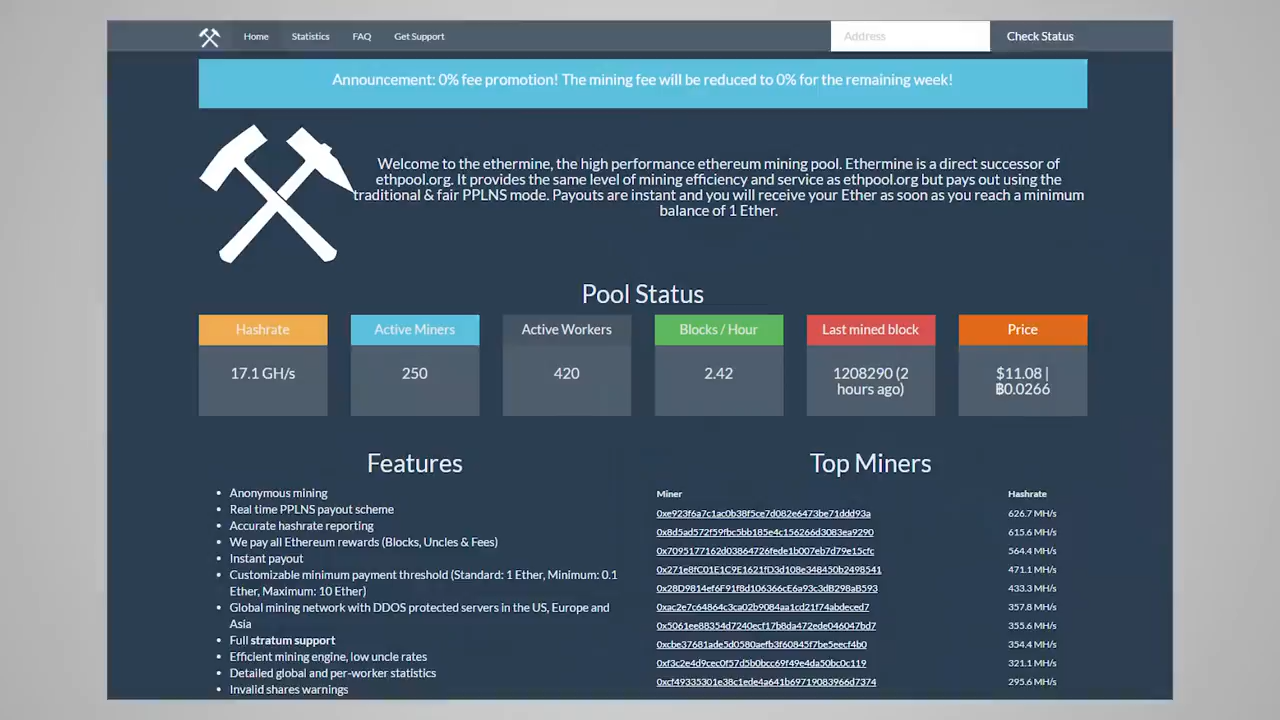 Home
Statistics
FAQ
Get Support
Address
Check Status
Announcement: 0% fee promotion! The mining fee will be reduced to 0% for the remaining week!
Welcome to the ethermine, the high performance ethereum mining pool. Ethermine is a direct successor of
ethpool.org. It provides the same level of mining efficiency and service as ethpool.org but pays out using the
traditional & fair PPLNS mode. Payouts are instant and you will receive your Ether as soon as you reach a minimum
balance of 1 Ether.
Pool Status
Hashrate
17.1 GH/s
Active Miners
250
Active Workers
420
Blocks / Hour
2.42
Last mined block
1208290 (2
hours ago)
Price
$11.08 |
฿0.0266
Features
Anonymous mining
Real time PPLNS payout scheme
Accurate hashrate reporting
We pay all Ethereum rewards (Blocks, Uncles & Fees)
Instant payout
Customizable minimum payment threshold (Standard: 1 Ether, Minimum: 0.1
Ether, Maximum: 10 Ether)
Global mining network with DDOS protected servers in the US, Europe and
Asia
Full stratum support
Efficient mining engine, low uncle rates
Detailed global and per-worker statistics
Invalid shares warnings
Top Miners
Miner Hashrate
0xe923f6a7c1ac0b38f5ce7d082e6473be71ddd93a 626.7 MH/s
0x8d5ad572f59fbc5bb185e4c156266d3083ea9290 615.6 MH/s
0x7095177162d03864726fede1b007eb7d79e15cfc 564.4 MH/s
0x271e8fC01E1C9E1621fD3d108e348450b2498541 471.1 MH/s
0x28D9814ef6F91f8d106366cE6a93c3dB298aB593 433.3 MH/s
0xac2e7c64864c3ca02b9084aa1cd21f74abdeced7 357.8 MH/s
0x5061ee88354d7240ecf17b8da472ede046047bd7 355.6 MH/s
0xcbe37681ade5d0580aefb3f60845f7be5eecf4b0 354.4 MH/s
0xf3c2e4d9cec0f57d5b0bcc69f49e4da50bc0c119 321.1 MH/s
0xcf49335301e38c1ede4a641b69719083966d7374 295.6 MH/s